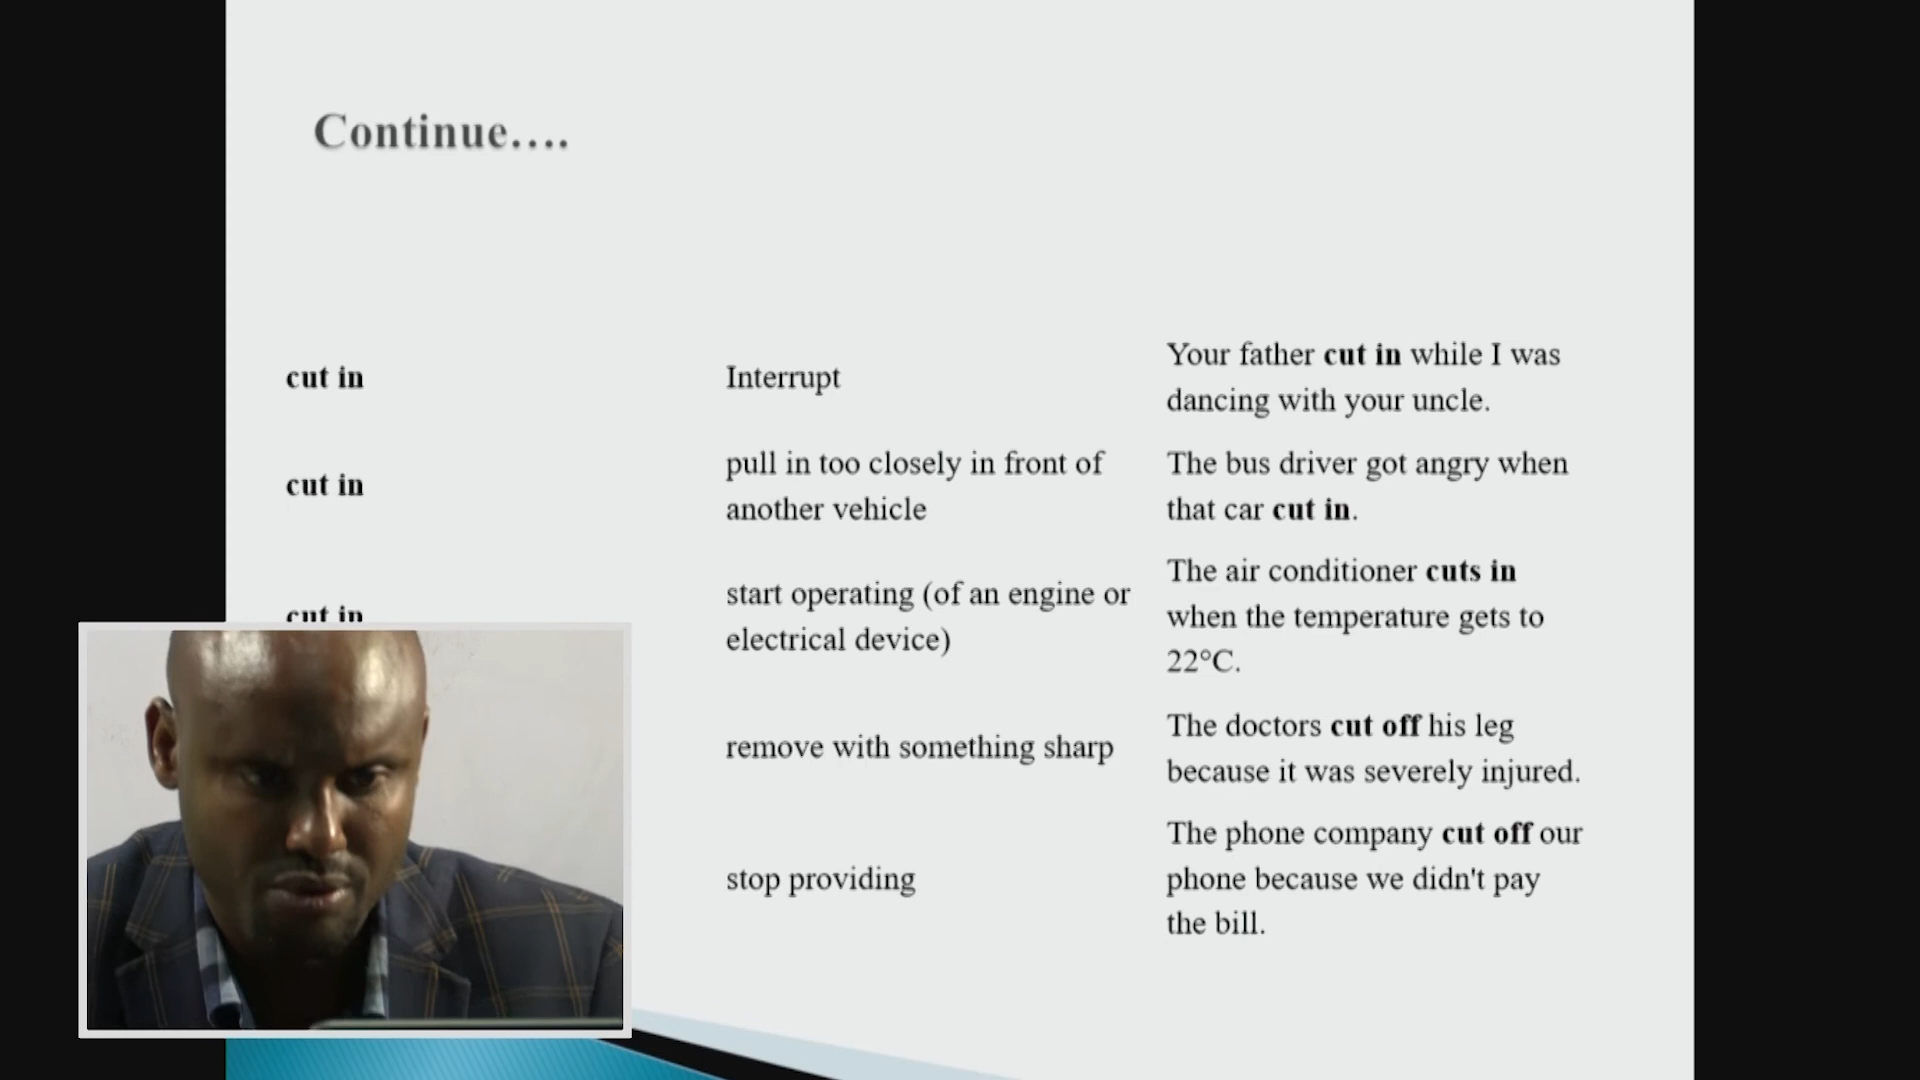 Continue....
cut in
Interrupt
Your father cut in while I was
dancing with your uncle.
cut in
pull in too closely in front of
another vehicle
The bus driver got angry when
that car cut in.
cut in
start operating (of an engine or
electrical device)
The air conditioner cuts in
when the temperature gets to
22°C.
remove with something sharp
The doctors cut off his leg
because it was severely injured.
stop providing
The phone company cut off our
phone because we didn't pay
the bill.